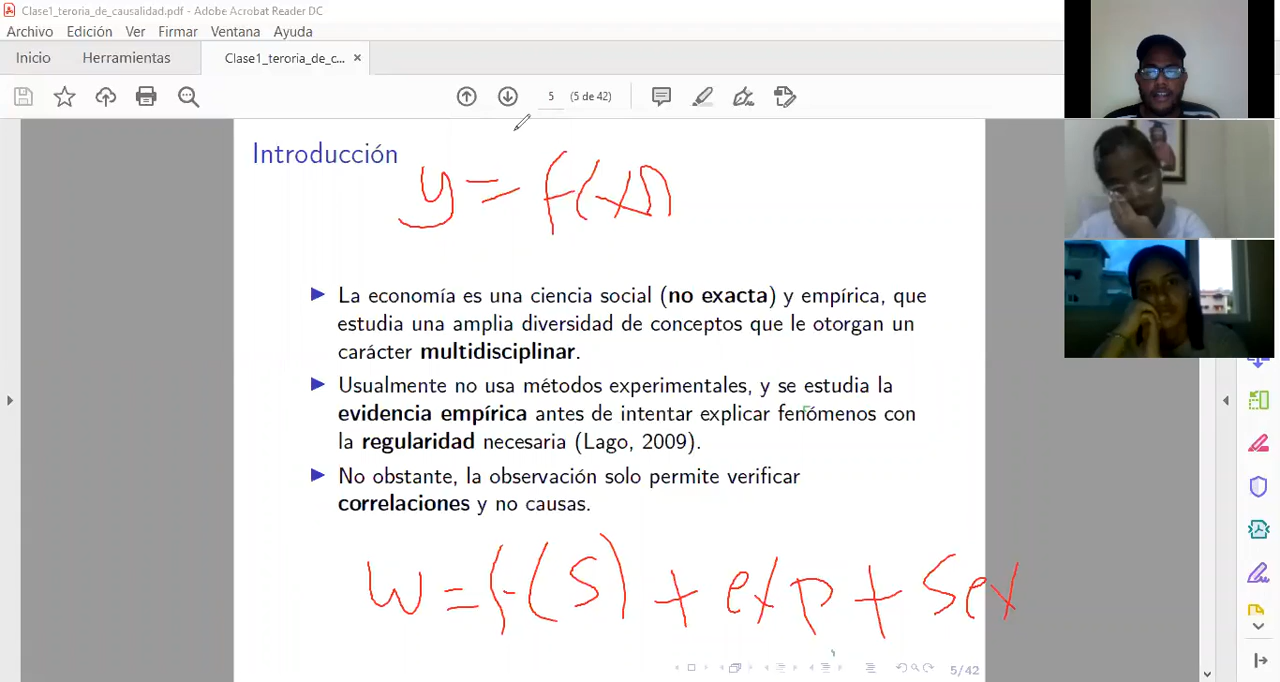 Clase1_teroria_de_causalidad.pdf - Adobe Acrobat Reader DC
Archivo Edición Ver Firmar Ventana Ayuda
Inicio Herramientas Clase1_teroria_de_c... ×
5 (5 de 42)
Introducción
y = f(x)
La economía es una ciencia social (no exacta) y empírica, que
estudia una amplia diversidad de conceptos que le otorgan un
carácter multidisciplinar.
Usualmente no usa métodos experimentales, y se estudia la
evidencia empírica antes de intentar explicar fenómenos con
la regularidad necesaria (Lago, 2009).
No obstante, la observación solo permite verificar
correlaciones y no causas.
W = f(S) + exp + Sex
5/42